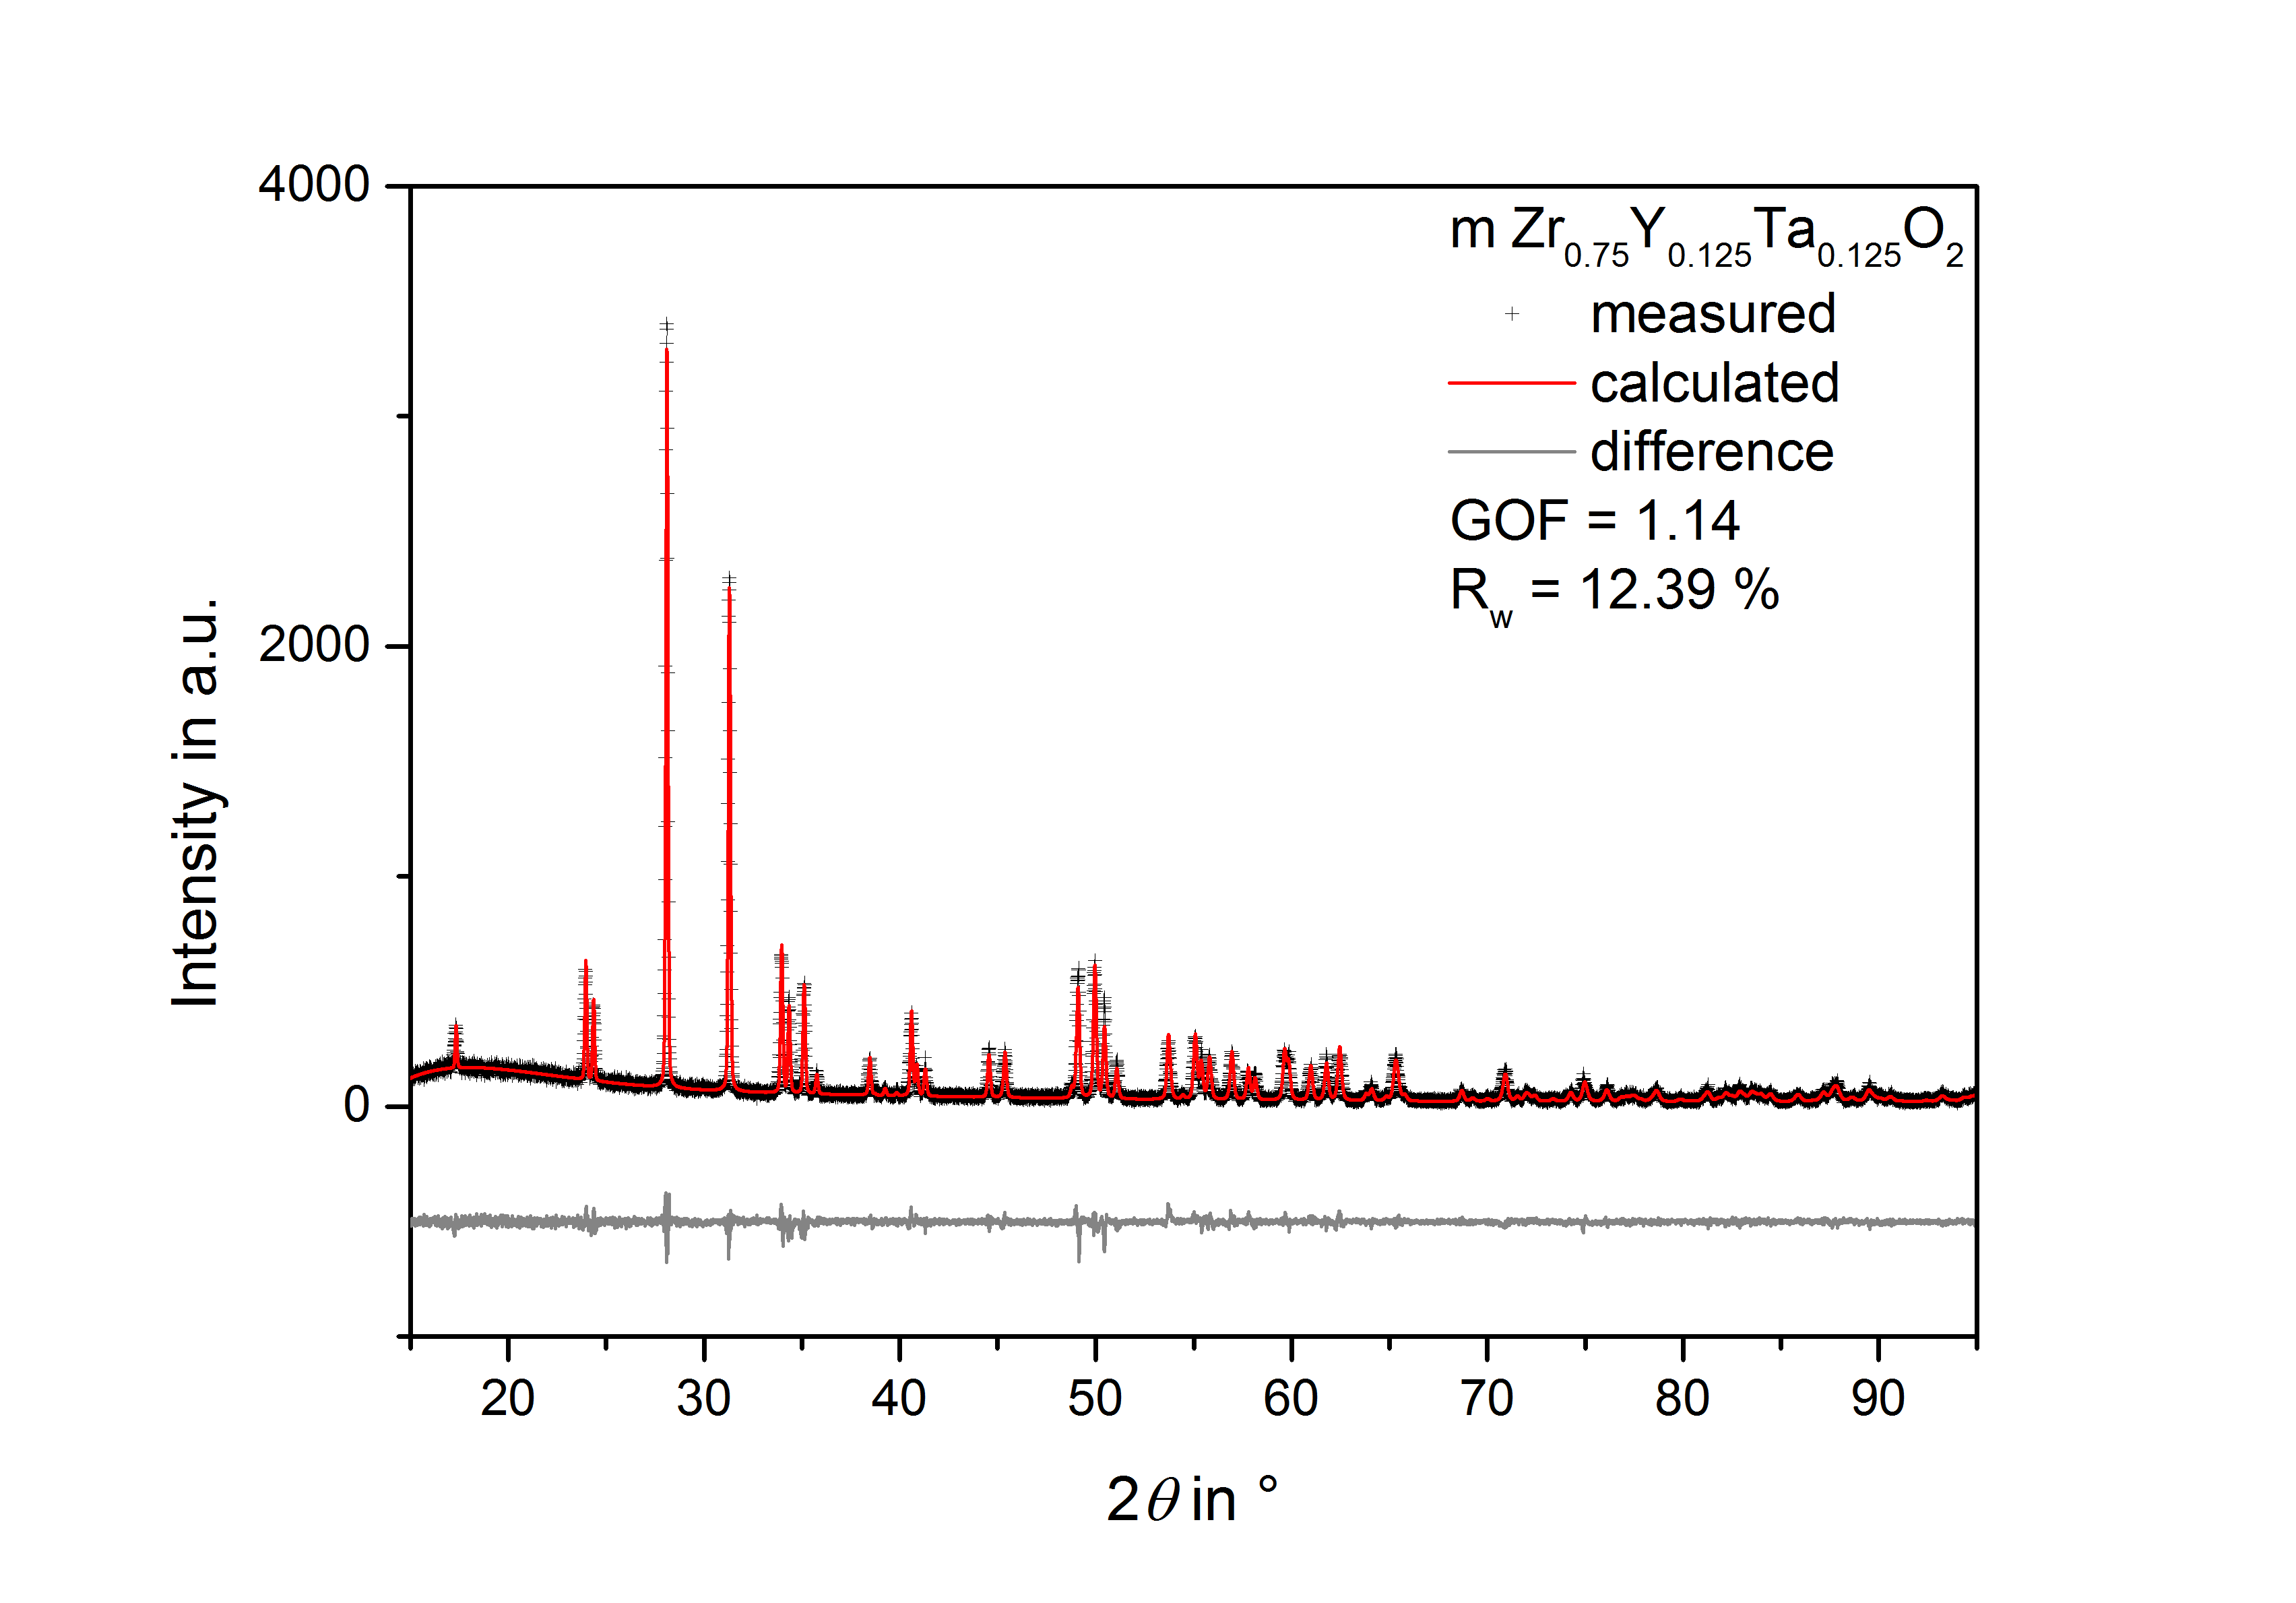 4000
2000
0
Intensity in a.u.
m Zr0.75Y0.125Ta0.125O2
measured
calculated
difference
GOF = 1.14
Rw = 12.39 %
20 30 40 50 60 70 80 90
2θ in °